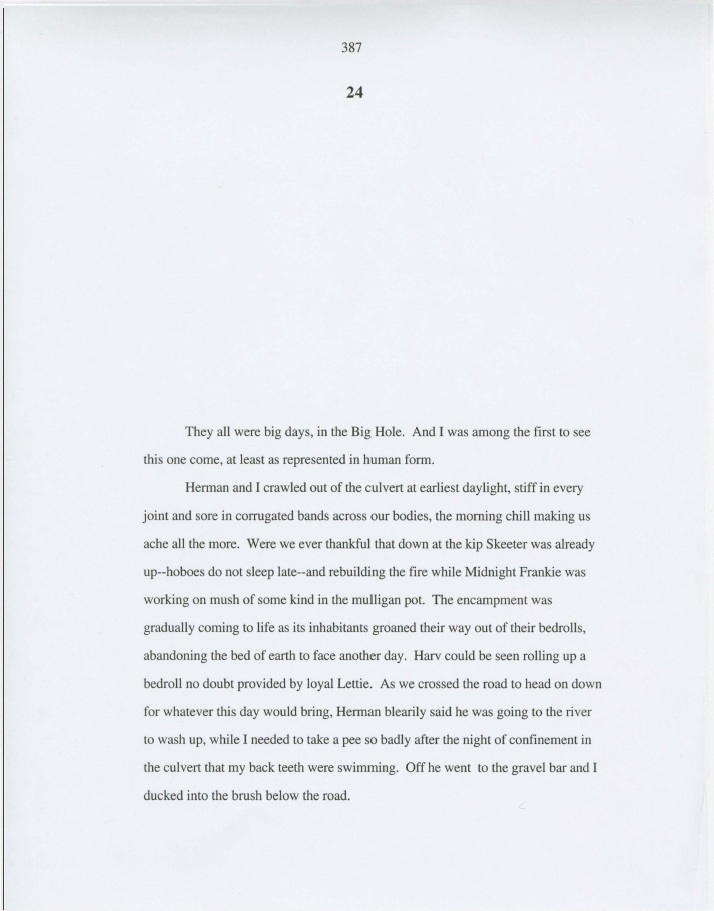 387
24
They all were big days, in the Big Hole.  And I was among the first to see
this one come, at least as represented in human form.
Herman and I crawled out of the culvert at earliest daylight, stiff in every
joint and sore in corrugated bands across our bodies, the morning chill making us
ache all the more.  Were we ever thankful that down at the kip Skeeter was already
up--hoboes do not sleep late--and rebuilding the fire while Midnight Frankie was
working on mush of some kind in the mulligan pot.  The encampment was
gradually coming to life as its inhabitants groaned their way out of their bedrolls,
abandoning the bed of earth to face another day.  Harv could be seen rolling up a
bedroll no doubt provided by loyal Lettie.  As we crossed the road to head on down
for whatever this day would bring, Herman blearily said he was going to the river
to wash up, while I needed to take a pee so badly after the night of confinement in
the culvert that my back teeth were swimming.  Off he went  to the gravel bar and I
ducked into the brush below the road.